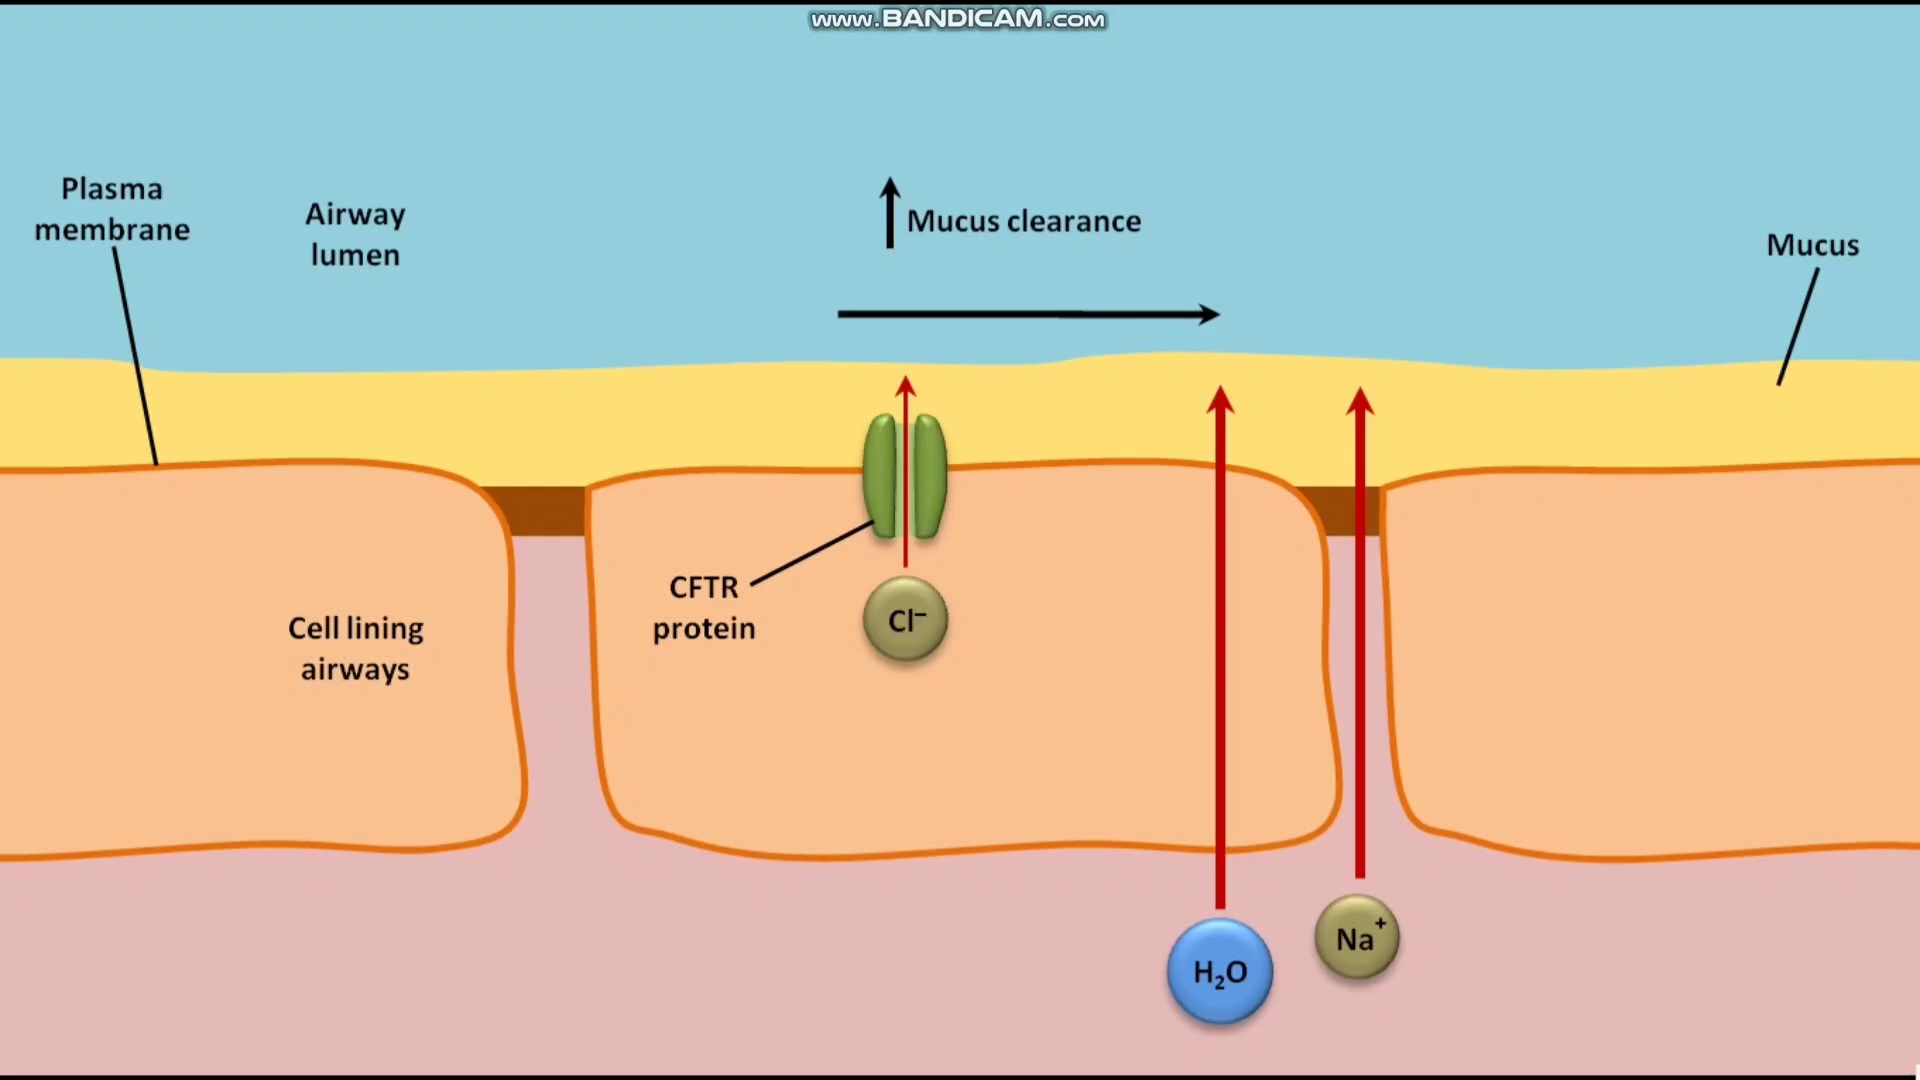 www.BANDICAM.com
Plasma
membrane
Airway
lumen
Mucus clearance
Mucus
CFTR
protein
Cl⁻
Cell lining
airways
H₂O
Na⁺